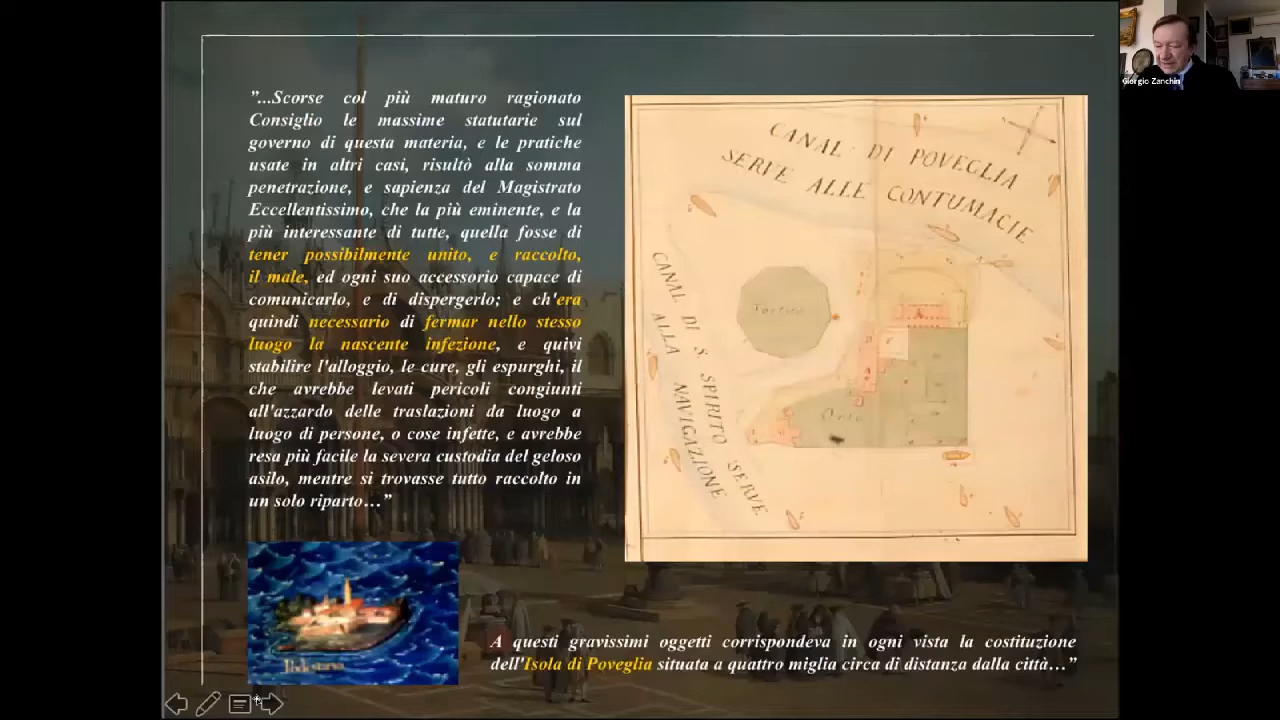 ”...Scorse col più maturo ragionato
Consiglio le massime statutarie sul
governo di questa materia, e le pratiche
usate in altri casi, risultò alla somma
penetrazione, e sapienza del Magistrato
Eccellentissimo, che la più eminente, e la
più interessante di tutte, quella fosse di
tener possibilmente unito, e raccolto,
il male, ed ogni suo accessorio capace di
comunicarlo, e di dispergerlo; e ch'era
quindi necessario di fermar nello stesso
luogo la nascente infezione, e quivi
stabilire l'alloggio, le cure, gli espurghi, il
che avrebbe levati pericoli congiunti
all'azzardo delle traslazioni da luogo a
luogo di persone, o cose infette, e avrebbe
resa più facile la severa custodia del geloso
asilo, mentre si trovasse tutto raccolto in
un solo riparto…”
CANAL DI POVEGLIA
SERVE ALLE CONTUMACIE
CANAL DI S. SPIRITO SERVE
ALLA NAVIGAZIONE
Orto
A questi gravissimi oggetti corrispondeva in ogni vista la costituzione
dell'Isola di Poveglia situata a quattro miglia circa di distanza dalla città…”
Giorgio Zanchin